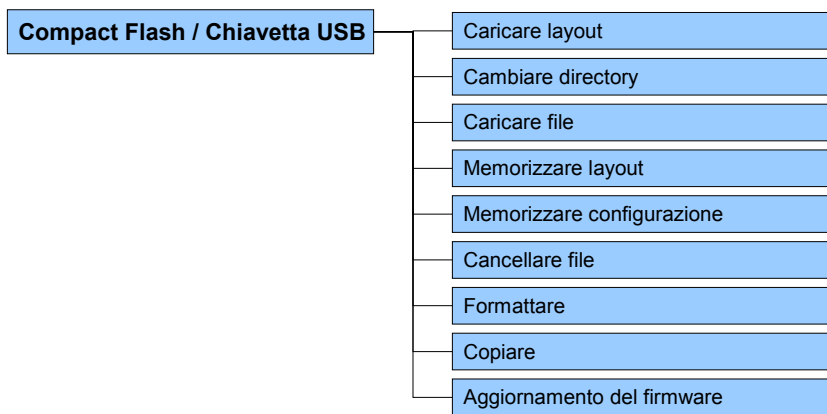 Compact Flash / Chiavetta USB
Caricare layout
Cambiare directory
Caricare file
Memorizzare layout
Memorizzare configurazione
Cancellare file
Formattare
Copiare
Aggiornamento del firmware